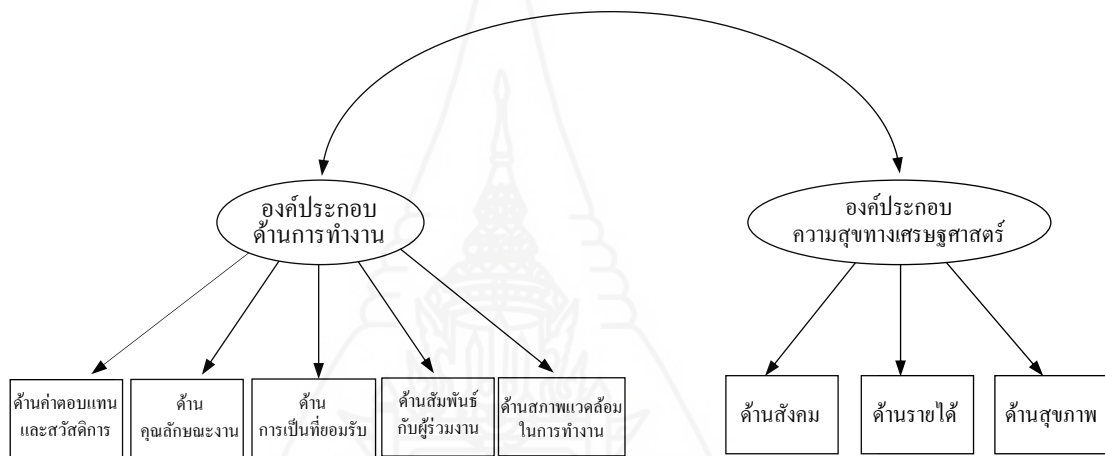 องค์ประกอบ
ด้านการทำงาน
องค์ประกอบ
ความสุขทางเศรษฐศาสตร์
ด้านค่าตอบแทน
และสวัสดิการ
ด้าน
คุณลักษณะงาน
ด้าน
การเป็นที่ยอมรับ
ด้านสัมพันธ์
กับผู้ร่วมงาน
ด้านสภาพแวดล้อม
ในการทำงาน
ด้านสังคม
ด้านรายได้
ด้านสุขภาพ